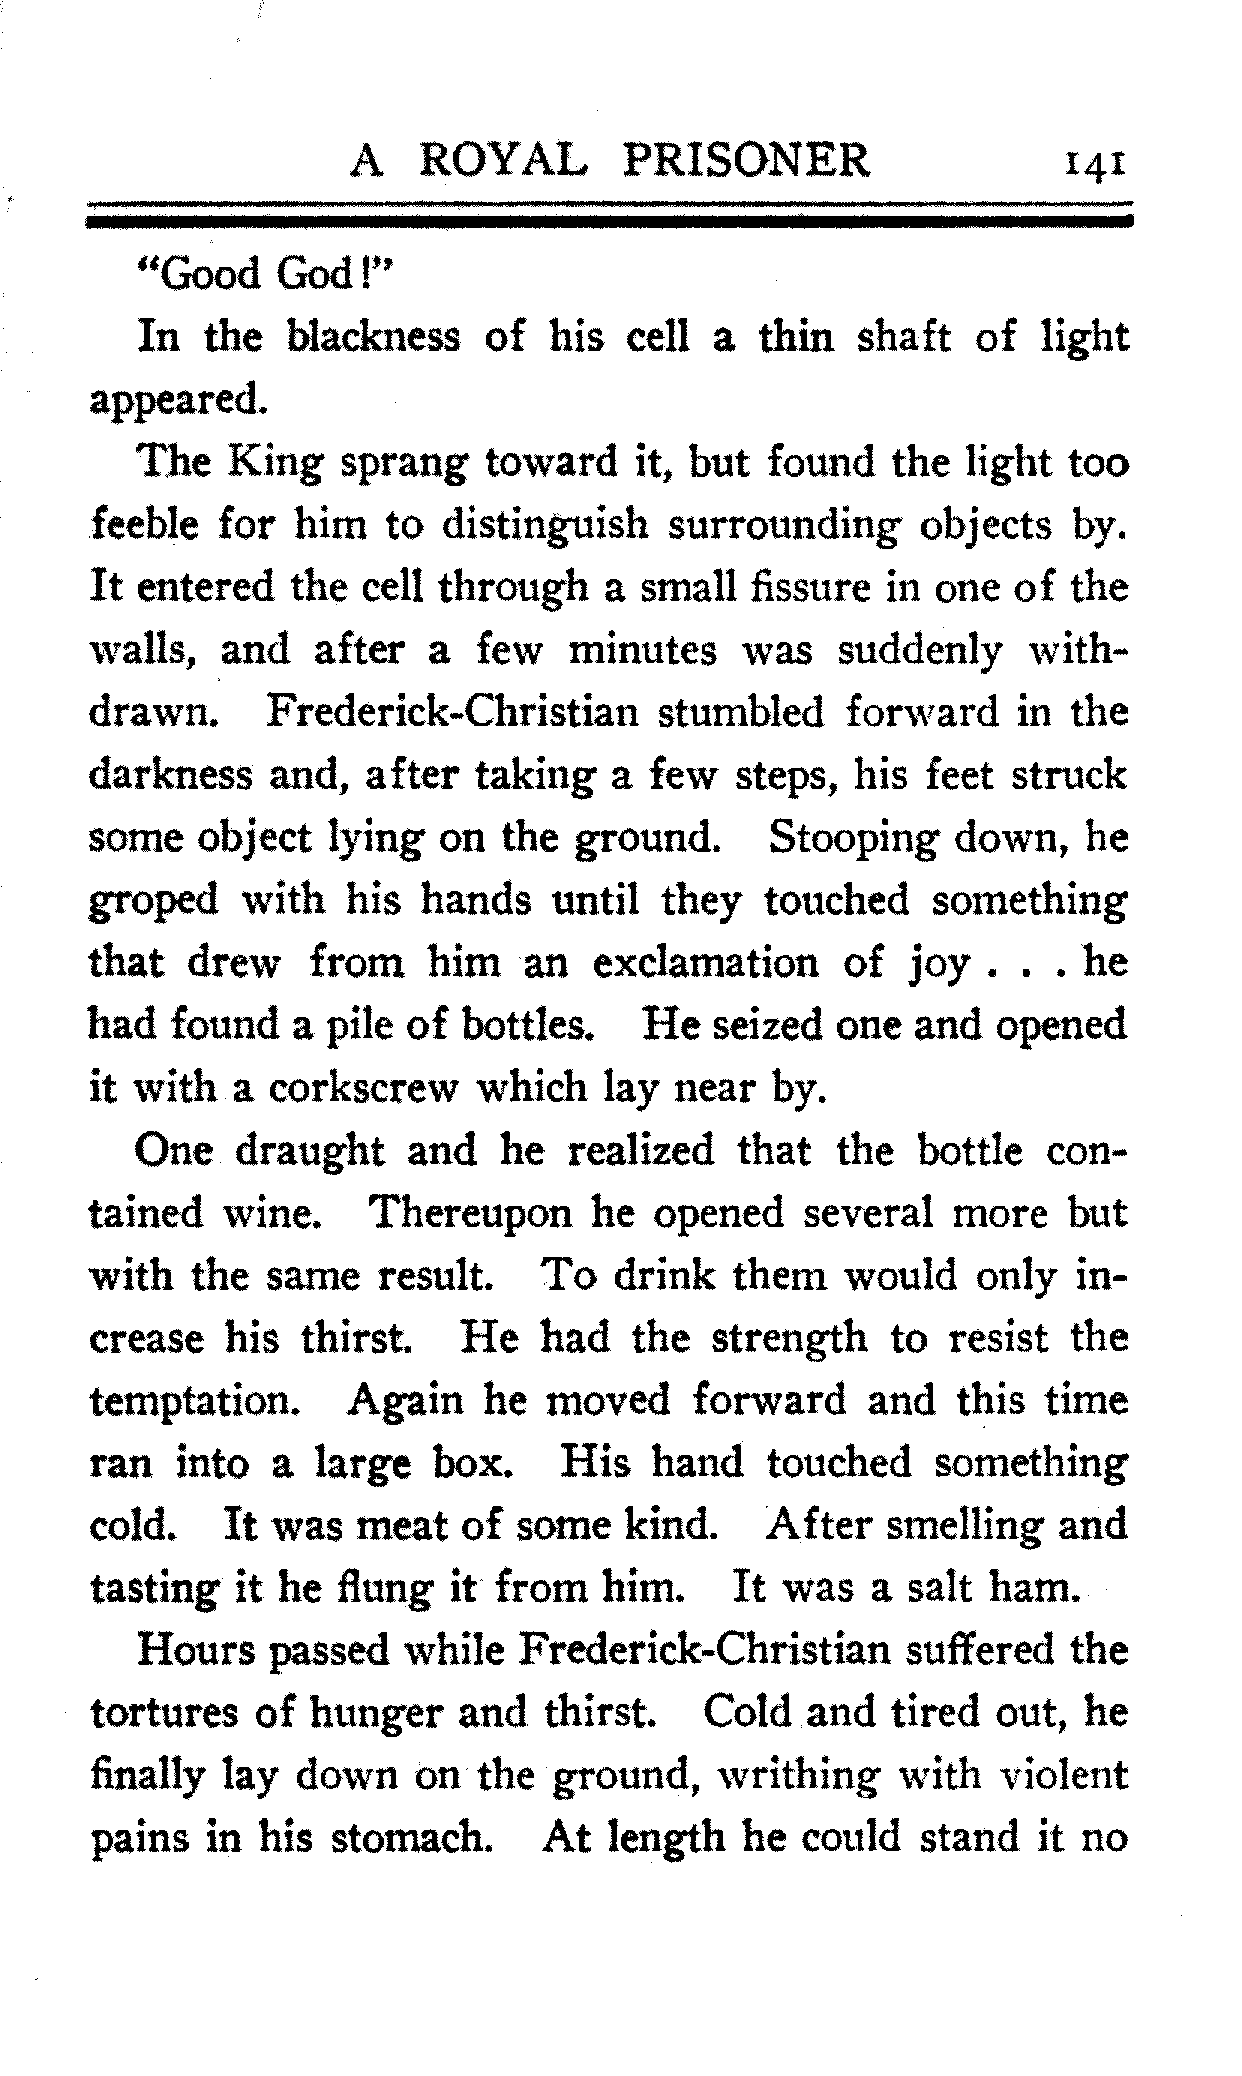 A ROYAL PRISONER 141
“Good God!”
In the blackness of his cell a thin shaft of light
appeared.
The King sprang toward it, but found the light too
feeble for him to distinguish surrounding objects by.
It entered the cell through a small fissure in one of the
walls, and after a few minutes was suddenly with-
drawn. Frederick-Christian stumbled forward in the
darkness and, after taking a few steps, his feet struck
some object lying on the ground. Stooping down, he
groped with his hands until they touched something
that drew from him an exclamation of joy . . . he
had found a pile of bottles. He seized one and opened
it with a corkscrew which lay near by.
One draught and he realized that the bottle con-
tained wine. Thereupon he opened several more but
with the same result. To drink them would only in-
crease his thirst. He had the strength to resist the
temptation. Again he moved forward and this time
ran into a large box. His hand touched something
cold. It was meat of some kind. After smelling and
tasting it he flung it from him. It was a salt ham.
Hours passed while Frederick-Christian suffered the
tortures of hunger and thirst. Cold and tired out, he
finally lay down on the ground, writhing with violent
pains in his stomach. At length he could stand it no